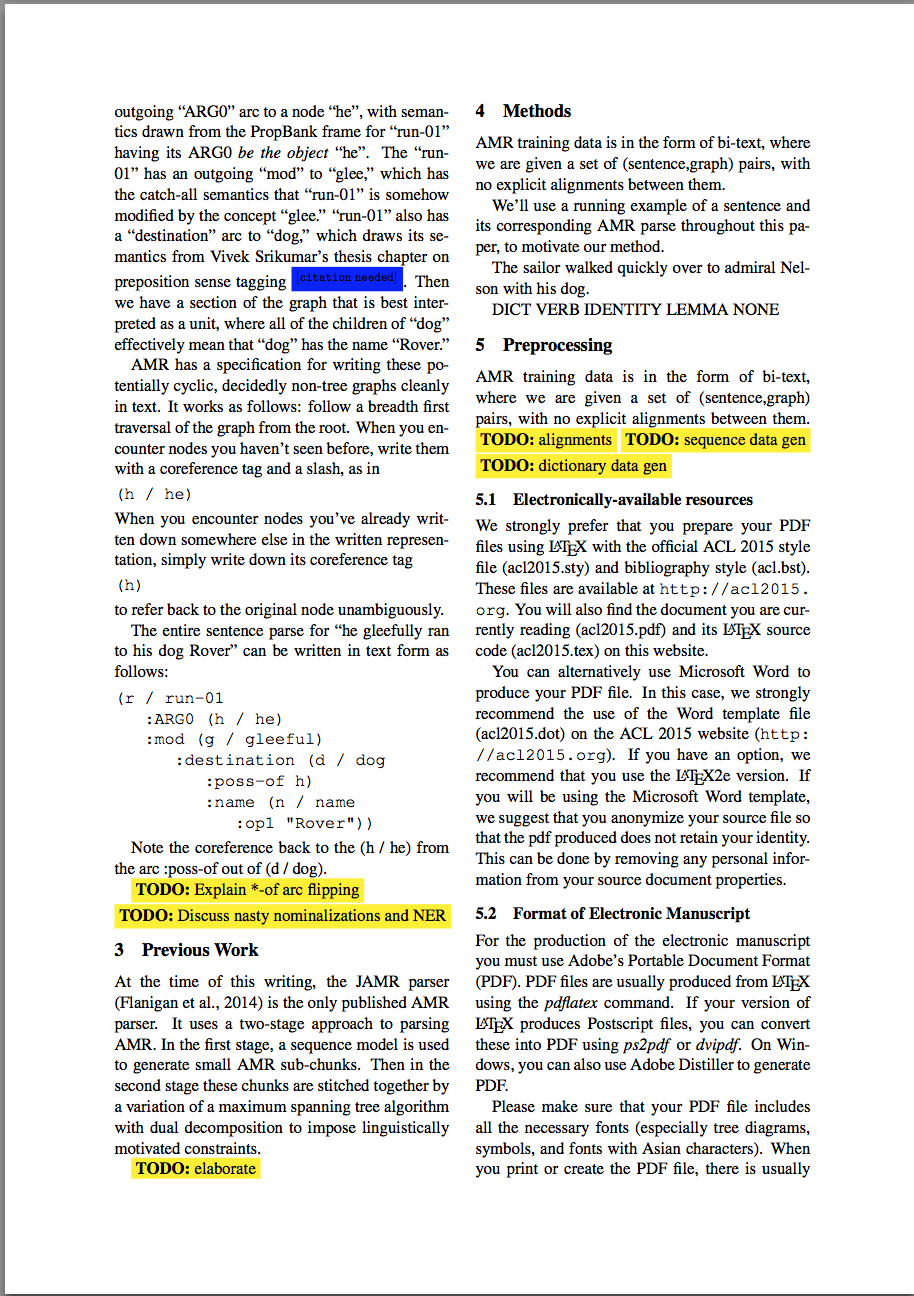 outgoing “ARG0” arc to a node “he”, with seman-
tics drawn from the PropBank frame for “run-01”
having its ARG0 be the object “he”. The “run-
01” has an outgoing “mod” to “glee,” which has
the catch-all semantics that “run-01” is somehow
modified by the concept “glee.” “run-01” also has
a “destination” arc to “dog,” which draws its se-
mantics from Vivek Srikumar’s thesis chapter on
preposition sense tagging [citation needed]. Then
we have a section of the graph that is best inter-
preted as a unit, where all of the children of “dog”
effectively mean that “dog” has the name “Rover.”
AMR has a specification for writing these po-
tentially cyclic, decidedly non-tree graphs cleanly
in text. It works as follows: follow a breadth first
traversal of the graph from the root. When you en-
counter nodes you haven’t seen before, write them
with a coreference tag and a slash, as in
(h / he)
When you encounter nodes you’ve already writ-
ten down somewhere else in the written represen-
tation, simply write down its coreference tag
(h)
to refer back to the original node unambiguously.
The entire sentence parse for “he gleefully ran
to his dog Rover” can be written in text form as
follows:
(r / run-01
:ARG0 (h / he)
:mod (g / gleeful)
:destination (d / dog
:poss-of h)
:name (n / name
:op1 "Rover"))
Note the coreference back to the (h / he) from
the arc :poss-of out of (d / dog).
TODO: Explain *-of arc flipping
TODO: Discuss nasty nominalizations and NER
3 Previous Work
At the time of this writing, the JAMR parser
(Flanigan et al., 2014) is the only published AMR
parser. It uses a two-stage approach to parsing
AMR. In the first stage, a sequence model is used
to generate small AMR sub-chunks. Then in the
second stage these chunks are stitched together by
a variation of a maximum spanning tree algorithm
with dual decomposition to impose linguistically
motivated constraints.
TODO: elaborate
4 Methods
AMR training data is in the form of bi-text, where
we are given a set of (sentence,graph) pairs, with
no explicit alignments between them.
We’ll use a running example of a sentence and
its corresponding AMR parse throughout this pa-
per, to motivate our method.
The sailor walked quickly over to admiral Nel-
son with his dog.
DICT VERB IDENTITY LEMMA NONE
5 Preprocessing
AMR training data is in the form of bi-text,
where we are given a set of (sentence,graph)
pairs, with no explicit alignments between them.
TODO: alignments TODO: sequence data gen
TODO: dictionary data gen
5.1 Electronically-available resources
We strongly prefer that you prepare your PDF
files using LATEX with the official ACL 2015 style
file (acl2015.sty) and bibliography style (acl.bst).
These files are available at http://acl2015.
org. You will also find the document you are cur-
rently reading (acl2015.pdf) and its LATEX source
code (acl2015.tex) on this website.
You can alternatively use Microsoft Word to
produce your PDF file. In this case, we strongly
recommend the use of the Word template file
(acl2015.dot) on the ACL 2015 website (http:
//acl2015.org). If you have an option, we
recommend that you use the LATEX2e version. If
you will be using the Microsoft Word template,
we suggest that you anonymize your source file so
that the pdf produced does not retain your identity.
This can be done by removing any personal infor-
mation from your source document properties.
5.2 Format of Electronic Manuscript
For the production of the electronic manuscript
you must use Adobe’s Portable Document Format
(PDF). PDF files are usually produced from LATEX
using the pdflatex command. If your version of
LATEX produces Postscript files, you can convert
these into PDF using ps2pdf or dvipdf. On Win-
dows, you can also use Adobe Distiller to generate
PDF.
Please make sure that your PDF file includes
all the necessary fonts (especially tree diagrams,
symbols, and fonts with Asian characters). When
you print or create the PDF file, there is usually